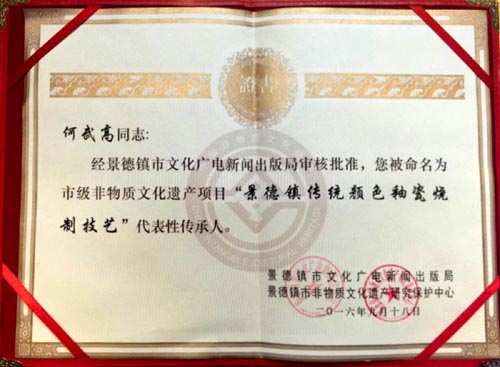 證書
何武高同志:
经景德镇市文化广电新闻出版局审核批准，您被命名为
市级非物质文化遗产项目“景德镇传统颜色釉瓷烧
制技艺”代表性传承人。
景德镇市文化广电新闻出版局
景德镇市非物质文化遗产研究保护中心
二〇一六年九月十八日